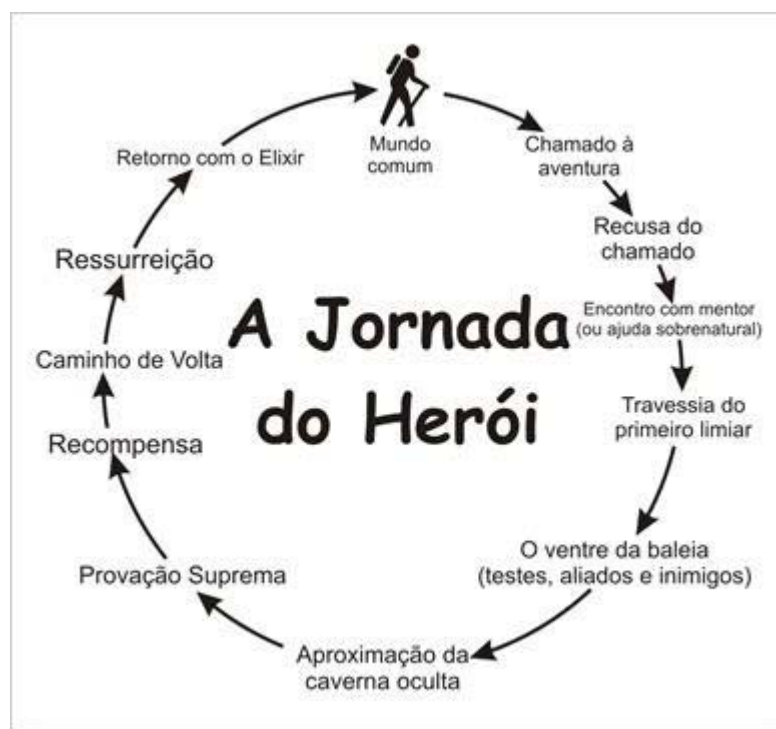 Mundo
comum
Chamado à
aventura
Recusa do
chamado
Encontro com mentor
(ou ajuda sobrenatural)
Travessia do
primeiro limiar
O ventre da baleia
(testes, aliados e inimigos)
Aproximação da
caverna oculta
Provação Suprema
Recompensa
Caminho de Volta
Ressurreição
Retorno com o Elixir
A Jornada
do Herói